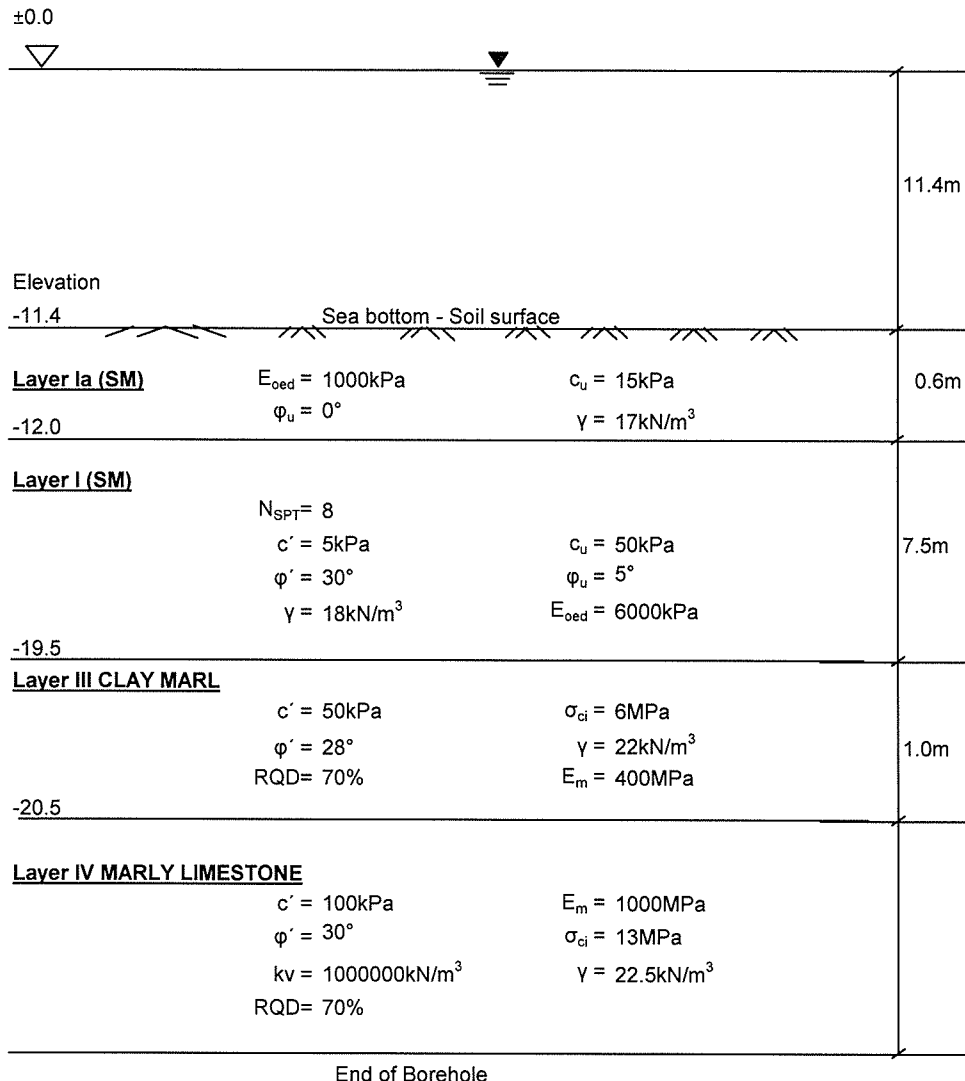 ±0.0
11.4m
Elevation
-11.4 Sea bottom - Soil surface
Layer Ia (SM) E_oed = 1000kPa c_u = 15kPa 0.6m
φ_u = 0° γ = 17kN/m³
-12.0
Layer I (SM)
N_SPT= 8
c´ = 5kPa c_u = 50kPa 7.5m
φ´ = 30° φ_u = 5°
γ = 18kN/m³ E_oed = 6000kPa
-19.5
Layer III CLAY MARL
c´ = 50kPa σ_ci = 6MPa
φ´ = 28° γ = 22kN/m³ 1.0m
RQD= 70% E_m = 400MPa
-20.5
Layer IV MARLY LIMESTONE
c´ = 100kPa E_m = 1000MPa
φ´ = 30° σ_ci = 13MPa
kv = 1000000kN/m³ γ = 22.5kN/m³
RQD= 70%
End of Borehole